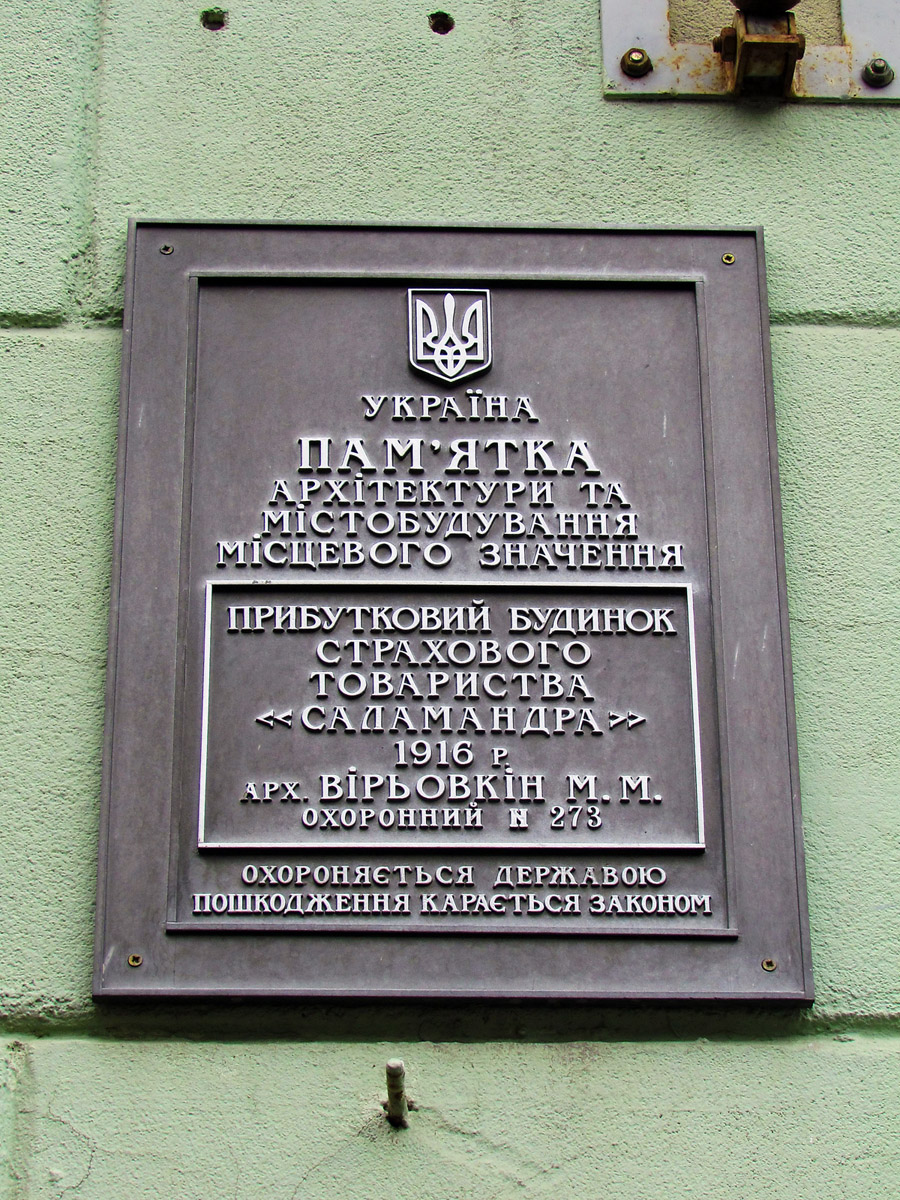 УКРАЇНА
ПАМ’ЯТКА
АРХІТЕКТУРИ ТА
МІСТОБУДУВАННЯ
МІСЦЕВОГО ЗНАЧЕННЯ
ПРИБУТКОВИЙ БУДИНОК
СТРАХОВОГО
ТОВАРИСТВА
«САЛАМАНДРА»
1916 р.
АРХ. ВІРЬОВКІН М. М.
ОХОРОННИЙ N 273
ОХОРОНЯЄТЬСЯ ДЕРЖАВОЮ
ПОШКОДЖЕННЯ КАРАЄТЬСЯ ЗАКОНОМ